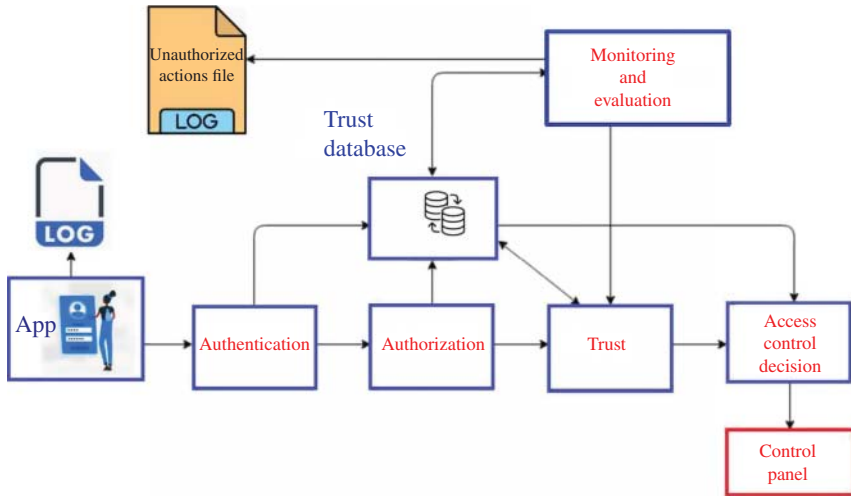 Unauthorized
actions file
LOG
Monitoring
and
evaluation
Trust
database
LOG
App
Authentication
Authorization
Trust
Access
control
decision
Control
panel